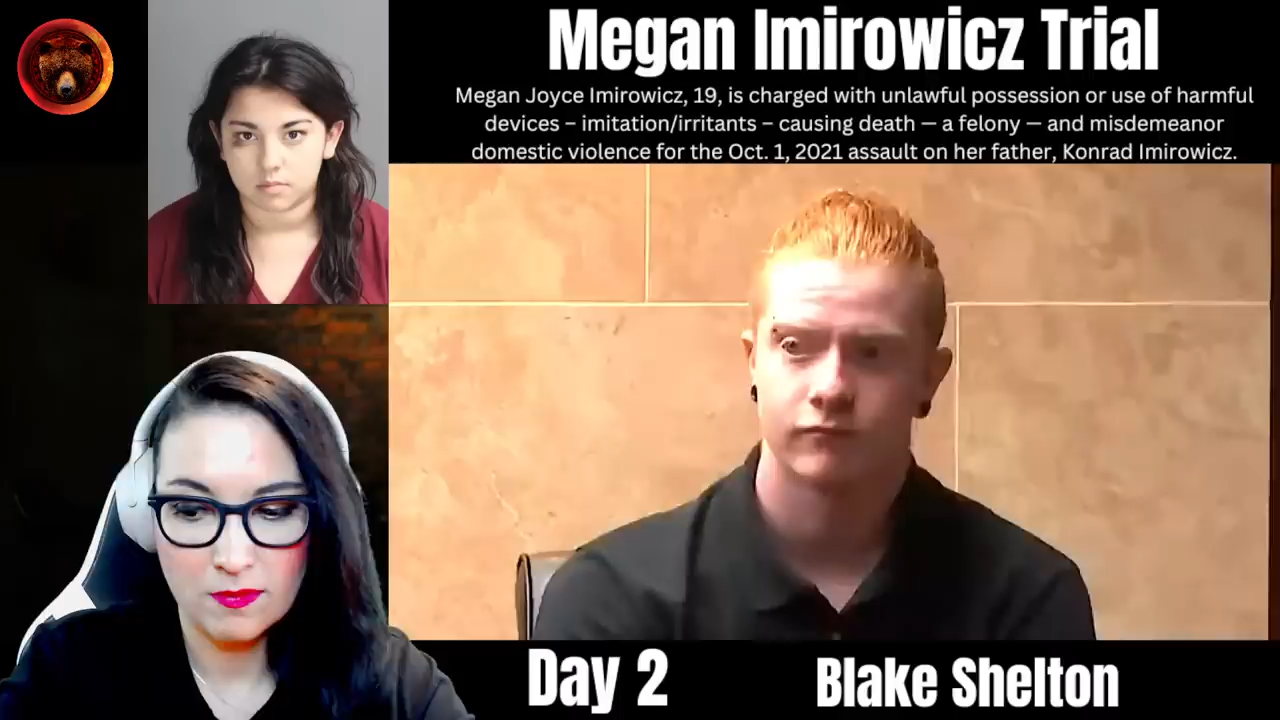 Megan Imirowicz Trial
Megan Joyce Imirowicz, 19, is charged with unlawful possession or use of harmful
devices – imitation/irritants – causing death — a felony — and misdemeanor
domestic violence for the Oct. 1, 2021 assault on her father, Konrad Imirowicz.
Day 2
Blake Shelton